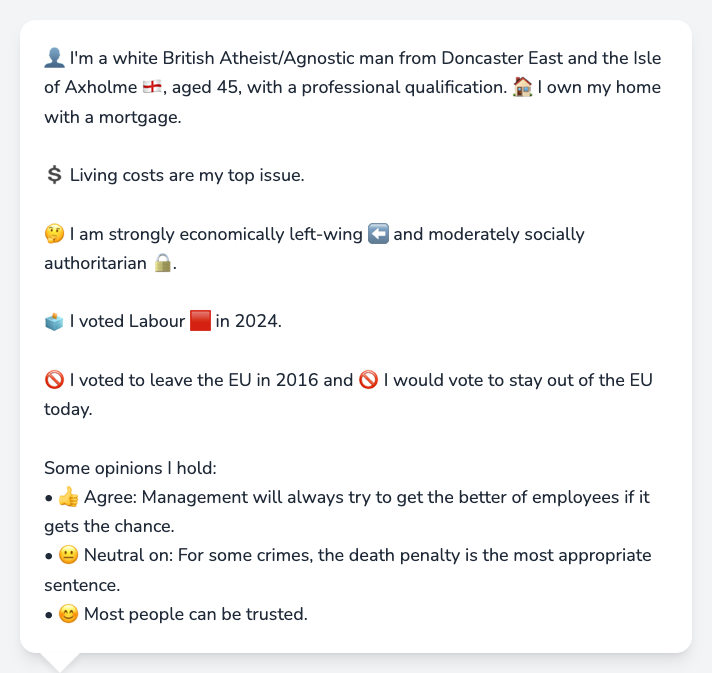 👤 I'm a white British Atheist/Agnostic man from Doncaster East and the Isle
of Axholme 🏴󠁧󠁢󠁥󠁮󠁧󠁿, aged 45, with a professional qualification. 🏠 I own my home
with a mortgage.
💲 Living costs are my top issue.
🤔 I am strongly economically left-wing ⬅️ and moderately socially
authoritarian 🔒.
🗳️ I voted Labour 🟥 in 2024.
🚫 I voted to leave the EU in 2016 and 🚫 I would vote to stay out of the EU
today.
Some opinions I hold:
• 👍 Agree: Management will always try to get the better of employees if it
gets the chance.
• 😐 Neutral on: For some crimes, the death penalty is the most appropriate
sentence.
• 😊 Most people can be trusted.